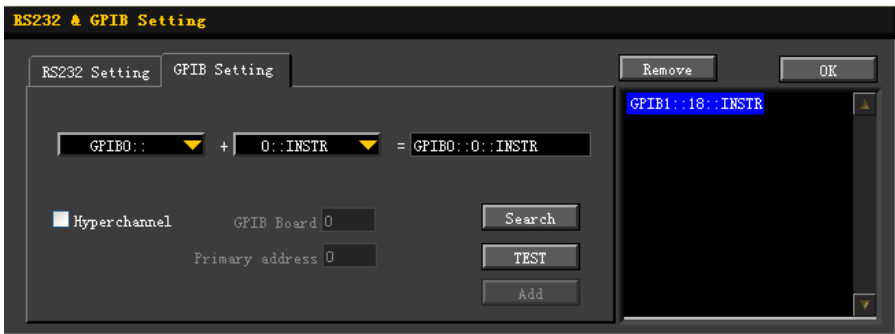 RS232 & GPIB Setting
RS232 Setting
GPIB Setting
Remove
OK
GPIB1::18::INSTR
GPIB0:: + 0::INSTR = GPIB0::0::INSTR
Hyperchannel
GPIB Board 0
Search
Primary address 0
TEST
Add